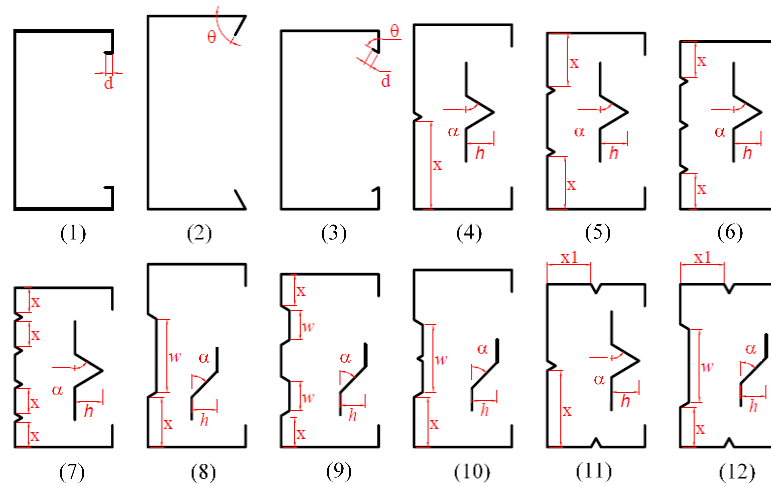 d
(1)
θ
(2)
θ
d
(3)
α
h
x
(4)
x
α
h
x
(5)
x
α
h
x
(6)
x
x
α
h
x
x
(7)
w
α
h
x
(8)
x
w
α
w
h
x
(9)
w
α
h
x
(10)
x1
α
h
x
(11)
x1
w
α
h
x
(12)